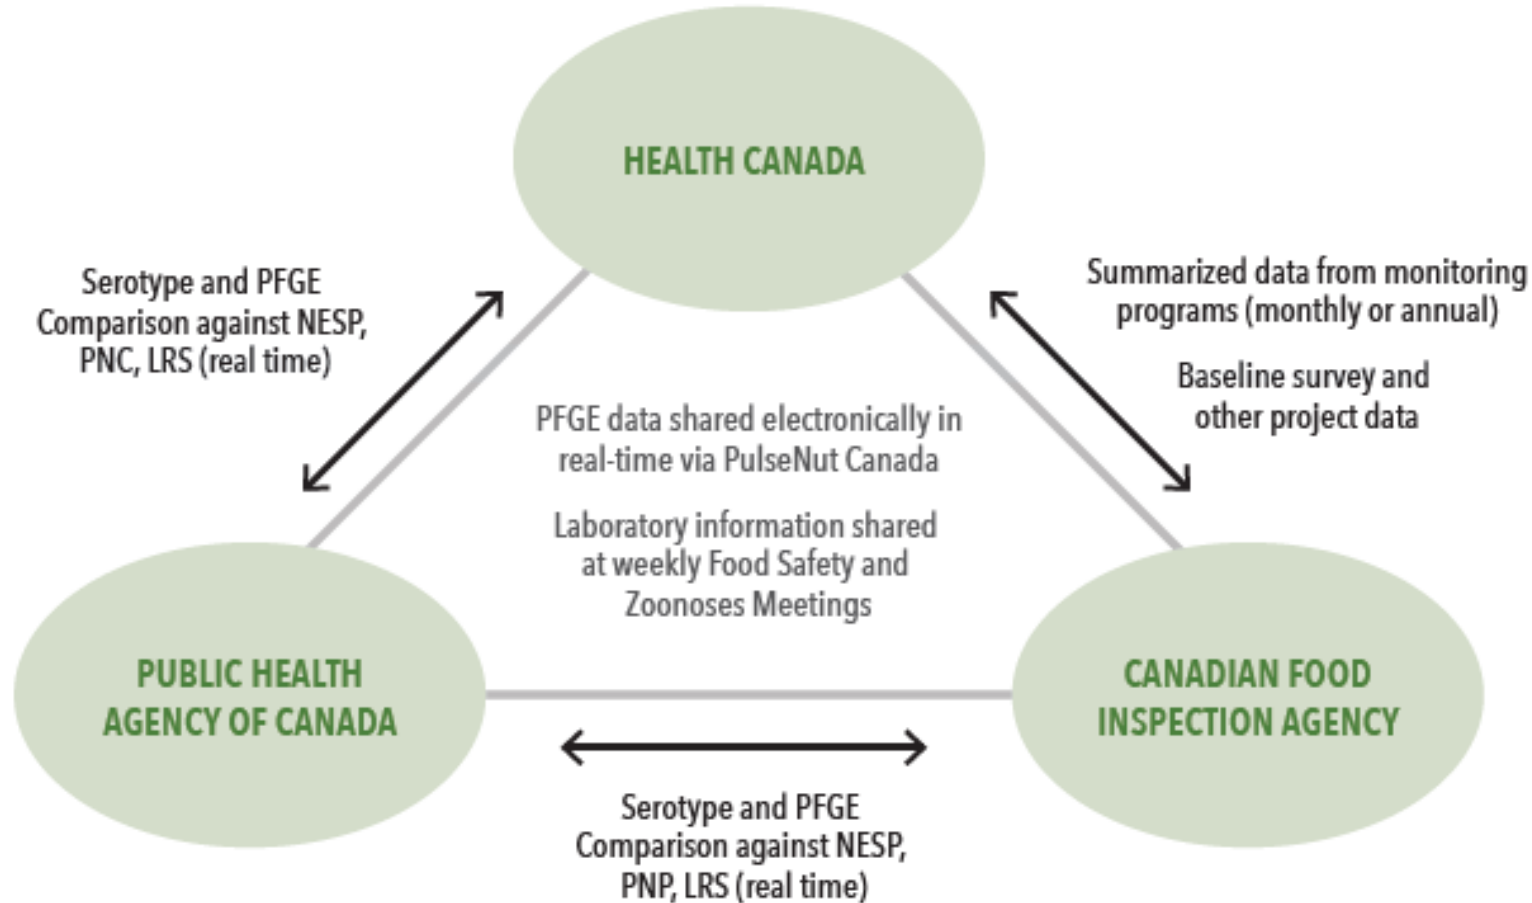 HEALTH CANADA
Serotype and PFGE
Comparison against NESP,
PNC, LRS (real time)
Summarized data from monitoring
programs (monthly or annual)
Baseline survey and
other project data
PFGE data shared electronically in
real-time via PulseNut Canada
Laboratory information shared
at weekly Food Safety and
Zoonoses Meetings
PUBLIC HEALTH
AGENCY OF CANADA
CANADIAN FOOD
INSPECTION AGENCY
Serotype and PFGE
Comparison against NESP,
PNP, LRS (real time)